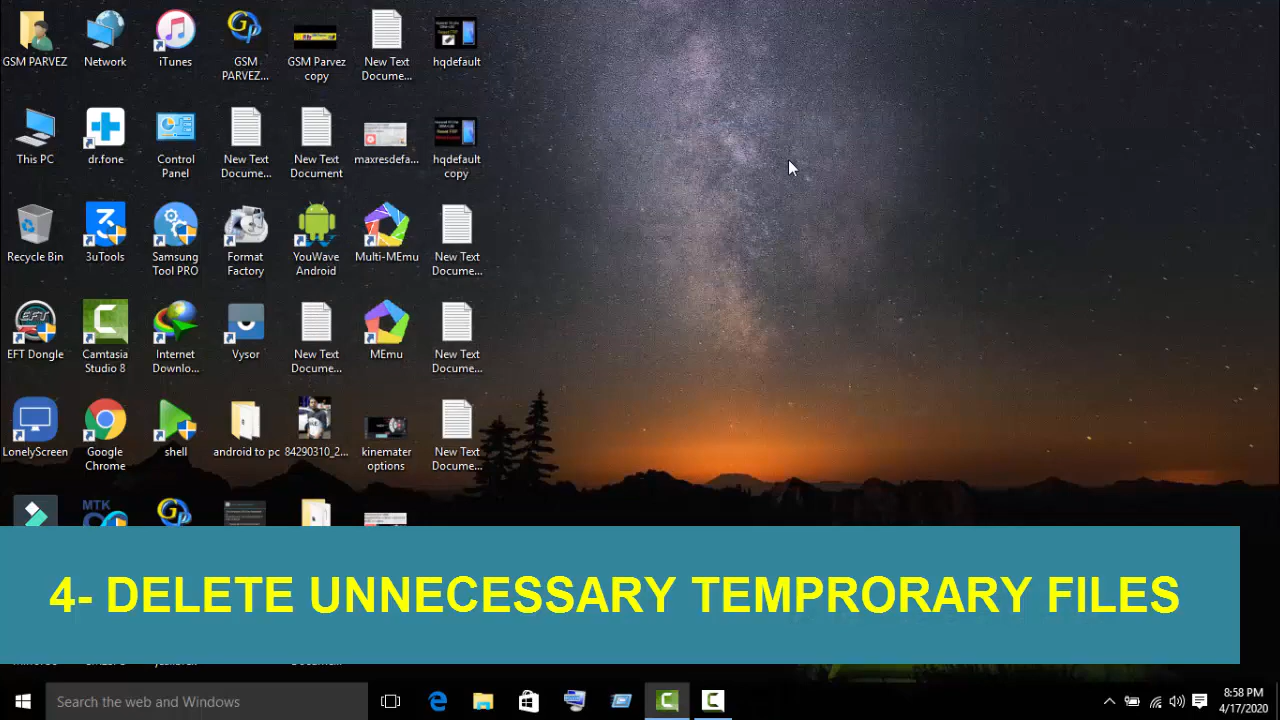 GSM PARVEZ
Network
iTunes
GSM
PARVEZ...
GSM Parvez
copy
New Text
Docume...
hqdefault
This PC
dr.fone
Control
Panel
New Text
Docume...
New Text
Document
maxresdefa...
hqdefault
copy
Recycle Bin
3uTools
Samsung
Tool PRO
Format
Factory
YouWave
Android
Multi-MEmu
New Text
Docume...
EFT Dongle
Camtasia
Studio 8
Internet
Downlo...
Vysor
New Text
Docume...
MEmu
New Text
Docume...
LonelyScreen
Google
Chrome
shell
android to pc
84290310_2...
kinemater
options
New Text
Docume...
MTK
4- DELETE UNNECESSARY TEMPRORARY FILES
Search the web and Windows
8:58 PM
4/17/2020